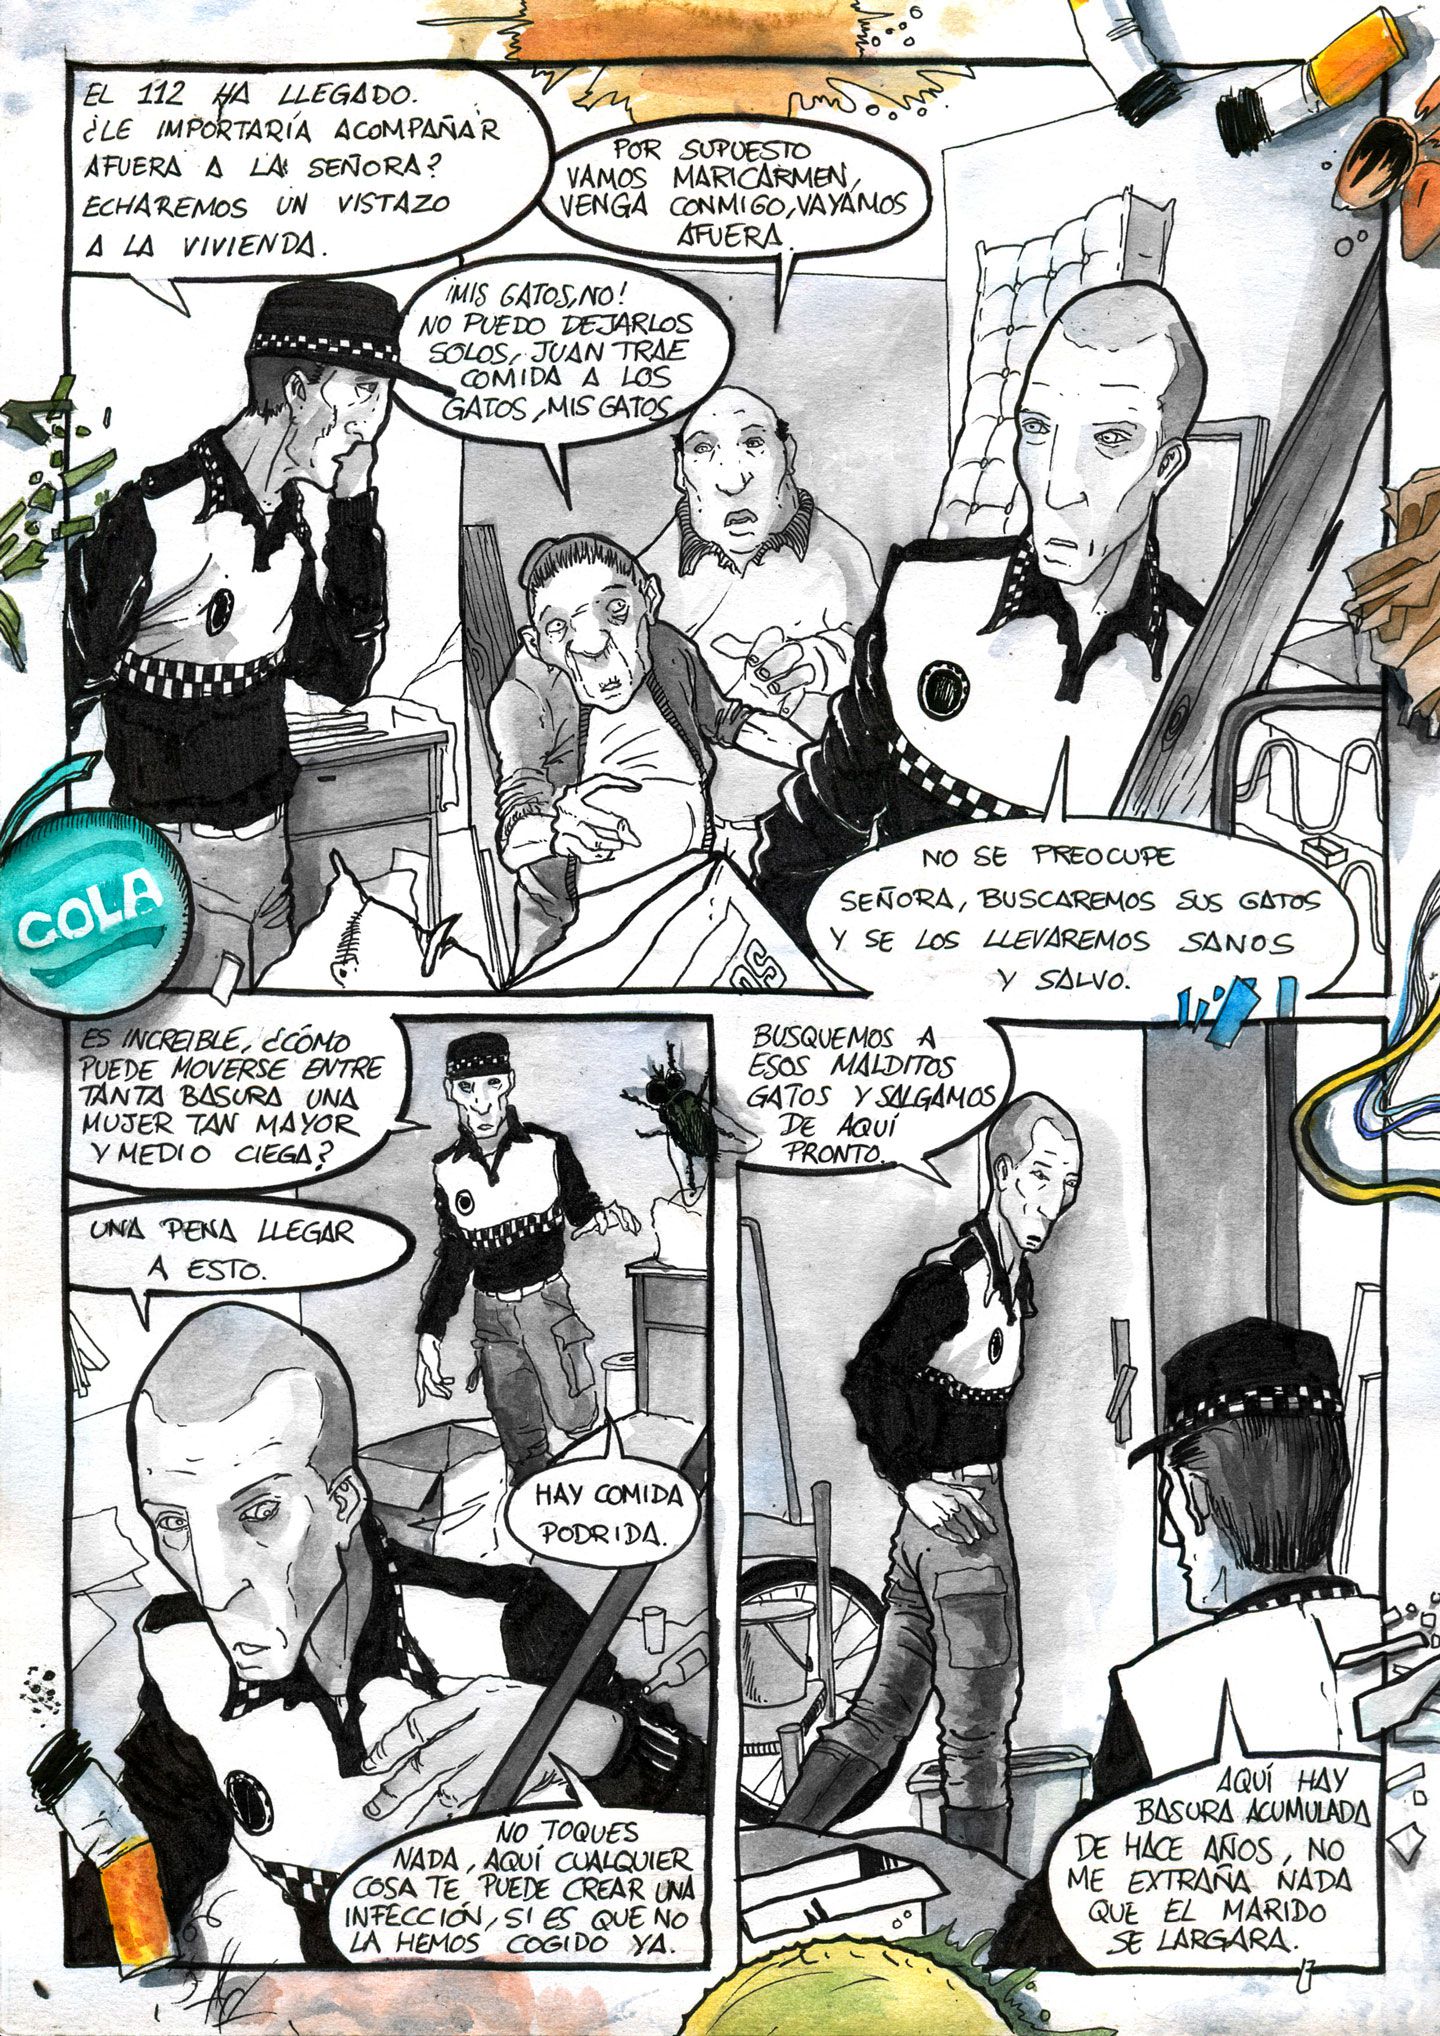 EL 112 HA LLEGADO.
¿LE IMPORTARÍA ACOMPAÑAR
AFUERA A LA SEÑORA?
ECHAREMOS UN VISTAZO
A LA VIVIENDA.
POR SUPUESTO
VAMOS MARICARMEN,
VENGA CONMIGO, VAYAMOS
AFUERA.
¡MIS GATOS, NO!
NO PUEDO DEJARLOS
SOLOS, JUAN TRAE
COMIDA A LOS
GATOS, MIS GATOS
NO SE PREOCUPE
SEÑORA, BUSCAREMOS SUS GATOS
Y SE LOS LLEVAREMOS SANOS
Y SALVO.
COLA
ES INCREIBLE, ¿CÓMO
PUEDE MOVERSE ENTRE
TANTA BASURA UNA
MUJER TAN MAYOR
Y MEDIO CIEGA?
UNA PENA LLEGAR
A ESTO.
HAY COMIDA
PODRIDA.
NO TOQUES
NADA, AQUÍ CUALQUIER
COSA TE PUEDE CREAR UNA
INFECCIÓN, SI ES QUE NO
LA HEMOS COGIDO YA.
BUSQUEMOS A
ESOS MALDITOS
GATOS Y SALGAMOS
DE AQUÍ
PRONTO.
AQUÍ HAY
BASURA ACUMULADA
DE HACE AÑOS, NO
ME EXTRAÑA NADA
QUE EL MARIDO
SE LARGARA.